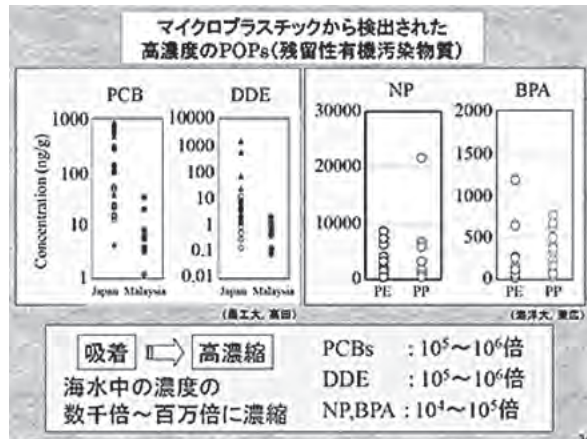 マイクロプラスチックから検出された
高濃度のPOPs(残留性有機汚染物質)
PCB
DDE
NP
BPA
Concentration (ng/g)
1000
100
10
1
10000
1000
100
10
1
0.1
0.01
30000
20000
10000
0
2000
1500
1000
500
0
Japan Malaysia
Japan Malaysia
PE PP
PE PP
(農工大, 高田)
(海洋大, 兼広)
吸着 ⇒ 高濃縮
海水中の濃度の
数千倍~百万倍に濃縮
PCBs : 10⁵~10⁶倍
DDE : 10⁵~10⁶倍
NP,BPA : 10⁴~10⁵倍